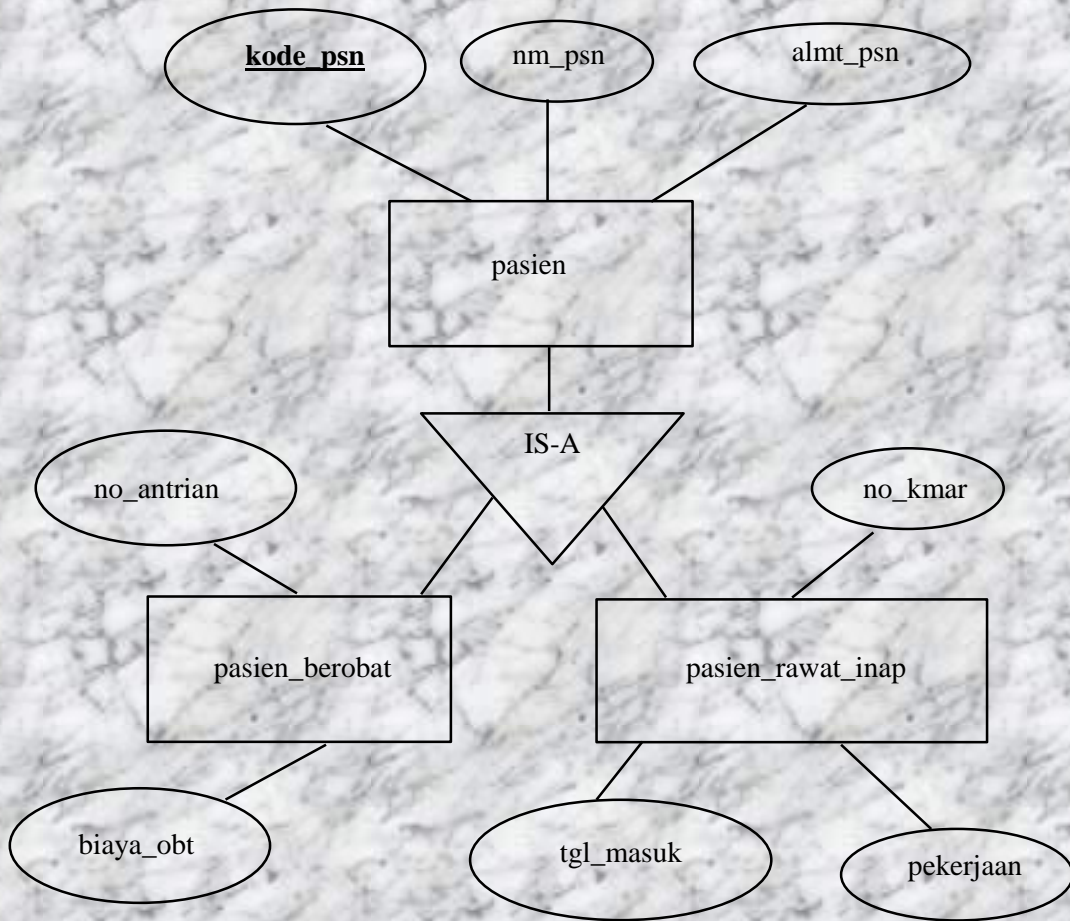 kode_psn
nm_psn
almt_psn
pasien
IS-A
no_antrian
no_kmar
pasien_berobat
pasien_rawat_inap
biaya_obt
tgl_masuk
pekerjaan